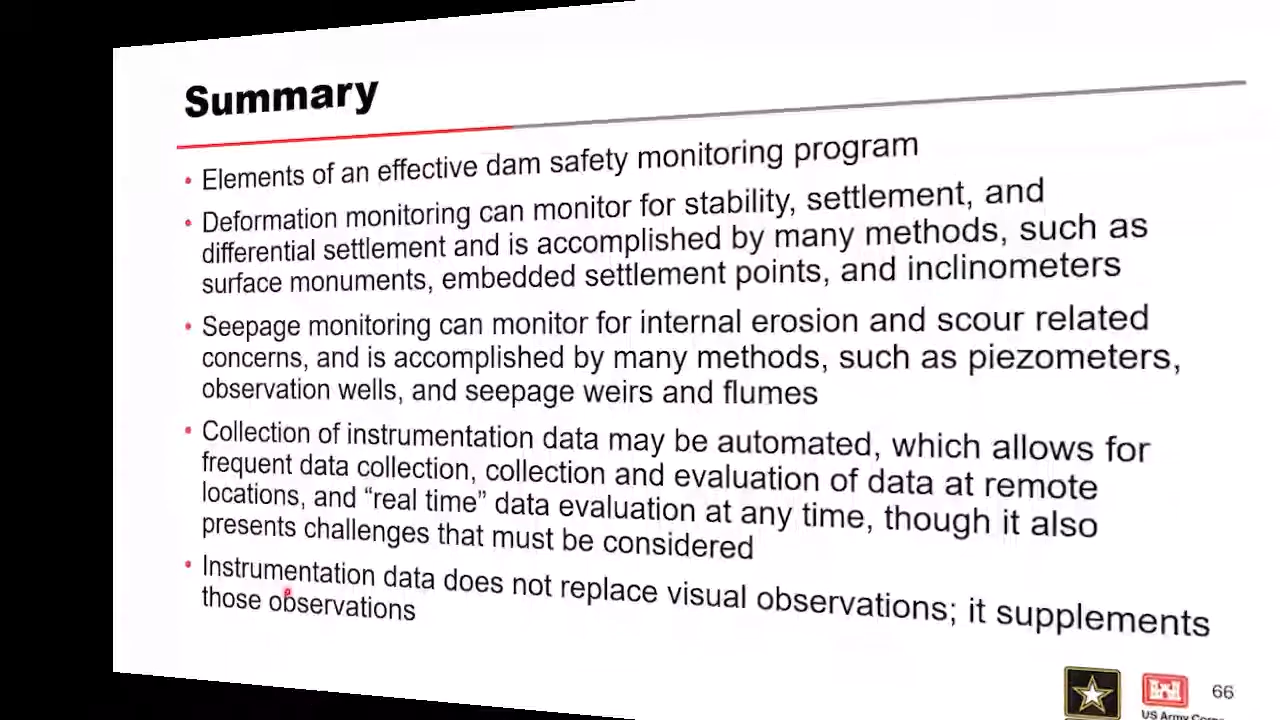 Summary
• Elements of an effective dam safety monitoring program
• Deformation monitoring can monitor for stability, settlement, and
differential settlement and is accomplished by many methods, such as
surface monuments, embedded settlement points, and inclinometers
• Seepage monitoring can monitor for internal erosion and scour related
concerns, and is accomplished by many methods, such as piezometers,
observation wells, and seepage weirs and flumes
• Collection of instrumentation data may be automated, which allows for
frequent data collection, collection and evaluation of data at remote
locations, and “real time” data evaluation at any time, though it also
presents challenges that must be considered
• Instrumentation data does not replace visual observations; it supplements
those observations
66
US Army